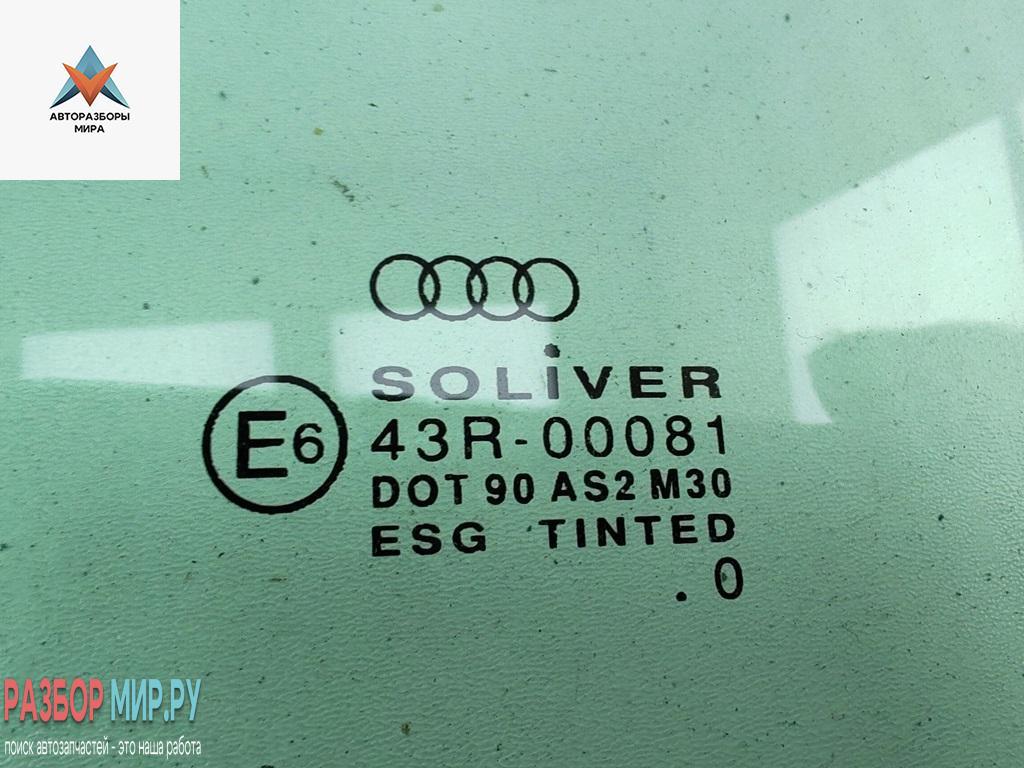 АВТОРАЗБОРЫ
МИРА
SOLiVER
E6
43R-00081
DOT 90 AS2 M30
ESG TINTED
.0
РАЗБОР МИР.РУ
поиск автозапчастей - это наша работа